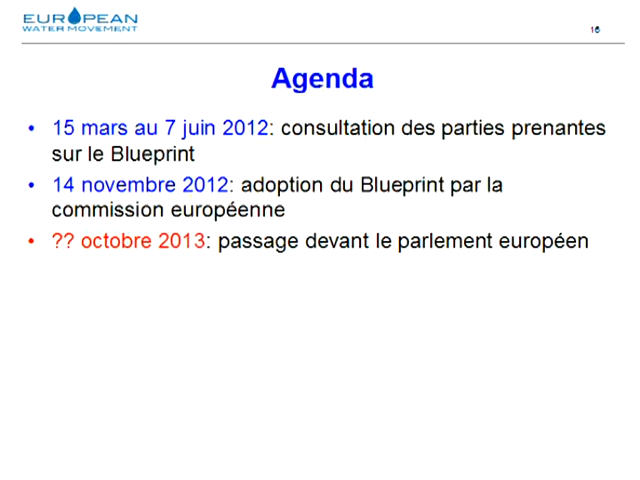 EUROPEAN
WATER MOVEMENT
16
Agenda
• 15 mars au 7 juin 2012: consultation des parties prenantes
sur le Blueprint
• 14 novembre 2012: adoption du Blueprint par la
commission européenne
• ?? octobre 2013: passage devant le parlement européen